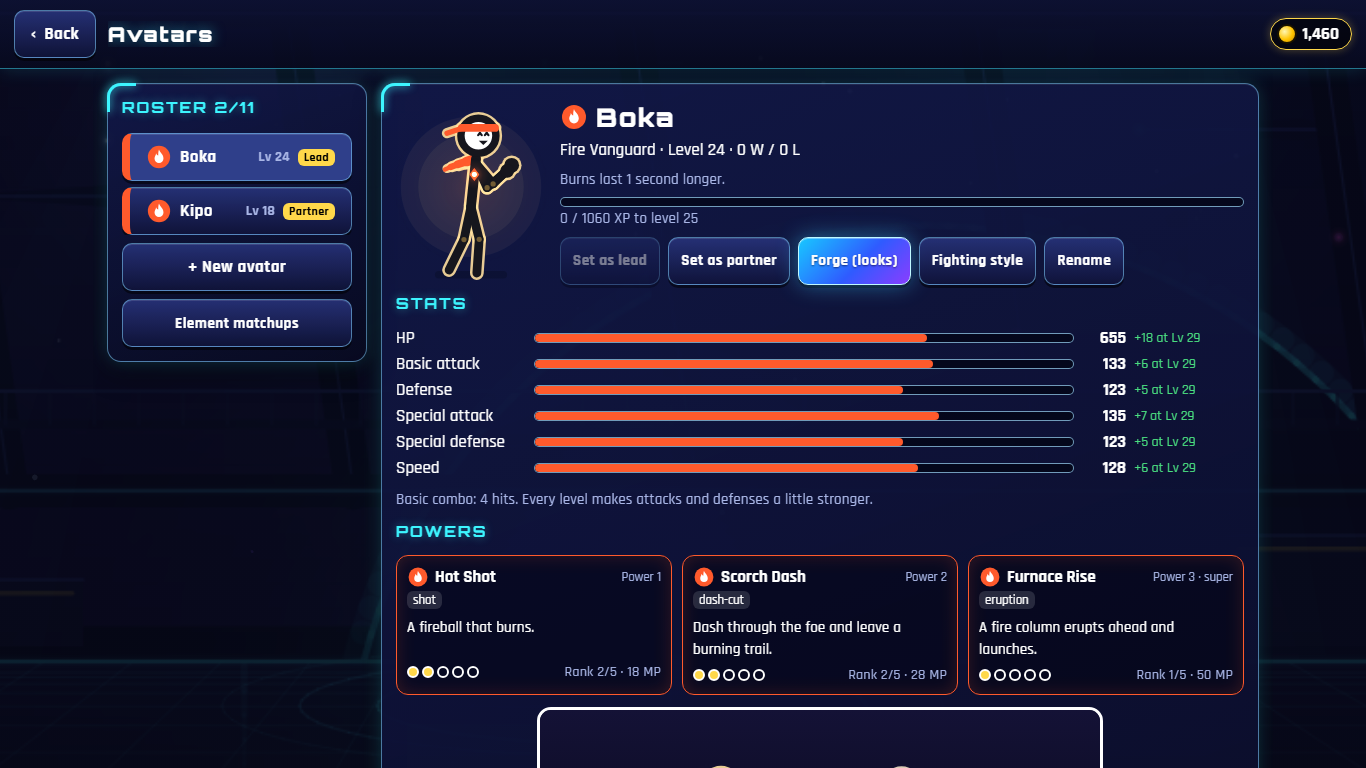 ‹ Back
Avatars
1,460
ROSTER 2/11
Boka Lv 24 Lead
Kipo Lv 18 Partner
+ New avatar
Element matchups
Boka
Fire Vanguard · Level 24 · 0 W / 0 L
Burns last 1 second longer.
0 / 1060 XP to level 25
Set as lead
Set as partner
Forge (looks)
Fighting style
Rename
STATS
HP 655 +18 at Lv 29
Basic attack 133 +6 at Lv 29
Defense 123 +5 at Lv 29
Special attack 135 +7 at Lv 29
Special defense 123 +5 at Lv 29
Speed 128 +6 at Lv 29
Basic combo: 4 hits. Every level makes attacks and defenses a little stronger.
POWERS
Hot Shot Power 1
shot
A fireball that burns.
Rank 2/5 · 18 MP
Scorch Dash Power 2
dash-cut
Dash through the foe and leave a
burning trail.
Rank 2/5 · 28 MP
Furnace Rise Power 3 · super
eruption
A fire column erupts ahead and
launches.
Rank 1/5 · 50 MP